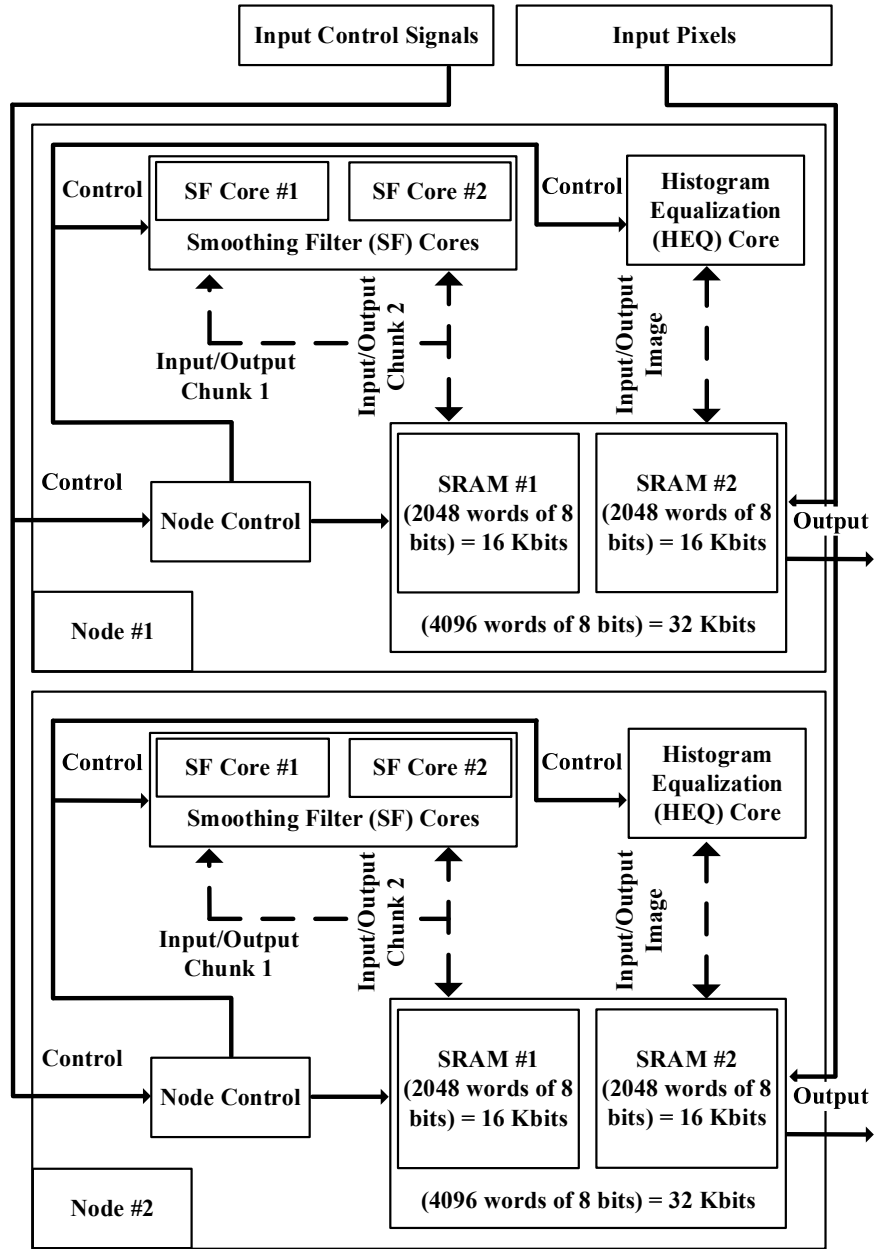 Input Control Signals
Input Pixels
Control
SF Core #1
SF Core #2
Smoothing Filter (SF) Cores
Control
Histogram
Equalization
(HEQ) Core
Input/Output
Chunk 1
Input/Output
Chunk 2
Input/Output
Image
Control
Node Control
SRAM #1
(2048 words of 8
bits) = 16 Kbits
SRAM #2
(2048 words of 8
bits) = 16 Kbits
Output
(4096 words of 8 bits) = 32 Kbits
Node #1
Control
SF Core #1
SF Core #2
Smoothing Filter (SF) Cores
Control
Histogram
Equalization
(HEQ) Core
Input/Output
Chunk 1
Input/Output
Chunk 2
Input/Output
Image
Control
Node Control
SRAM #1
(2048 words of 8
bits) = 16 Kbits
SRAM #2
(2048 words of 8
bits) = 16 Kbits
Output
(4096 words of 8 bits) = 32 Kbits
Node #2